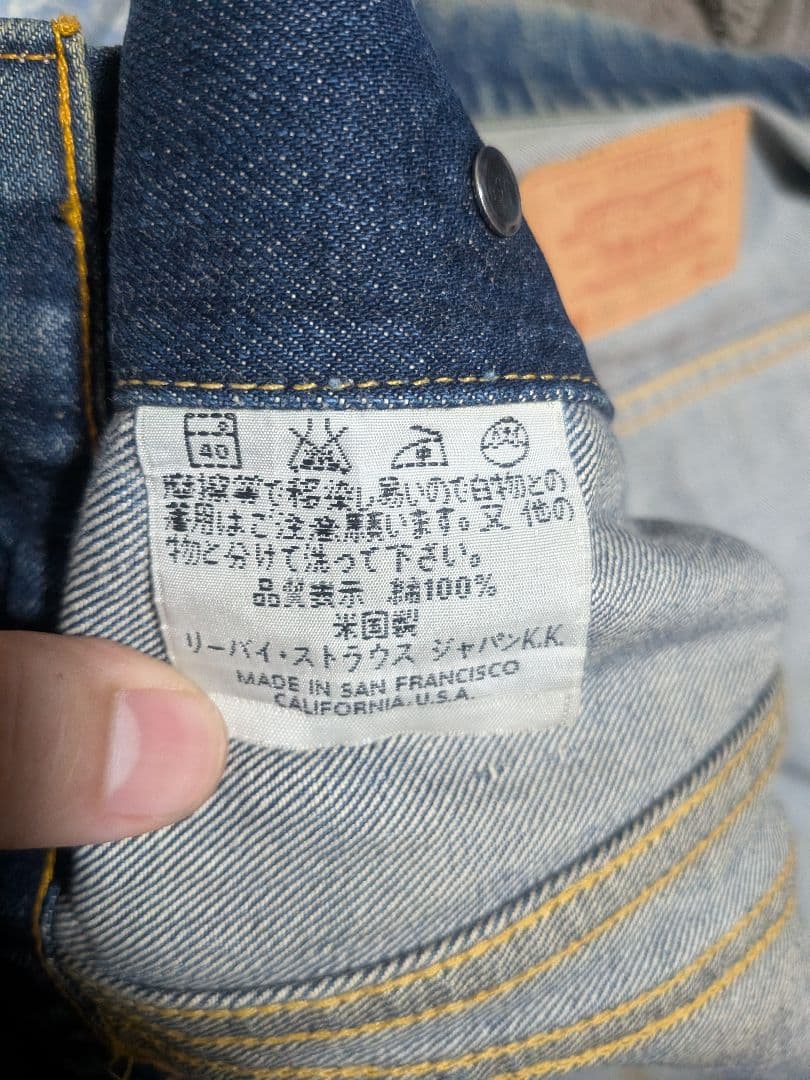 40
摩擦等で移染し易いので白物との
着用はご注意願います。又 他の
物と分けて洗って下さい。
品質表示 綿100%
米国製
リーバイ・ストラウス ジャパンK.K.
MADE IN SAN FRANCISCO
CALIFORNIA.U.S.A.